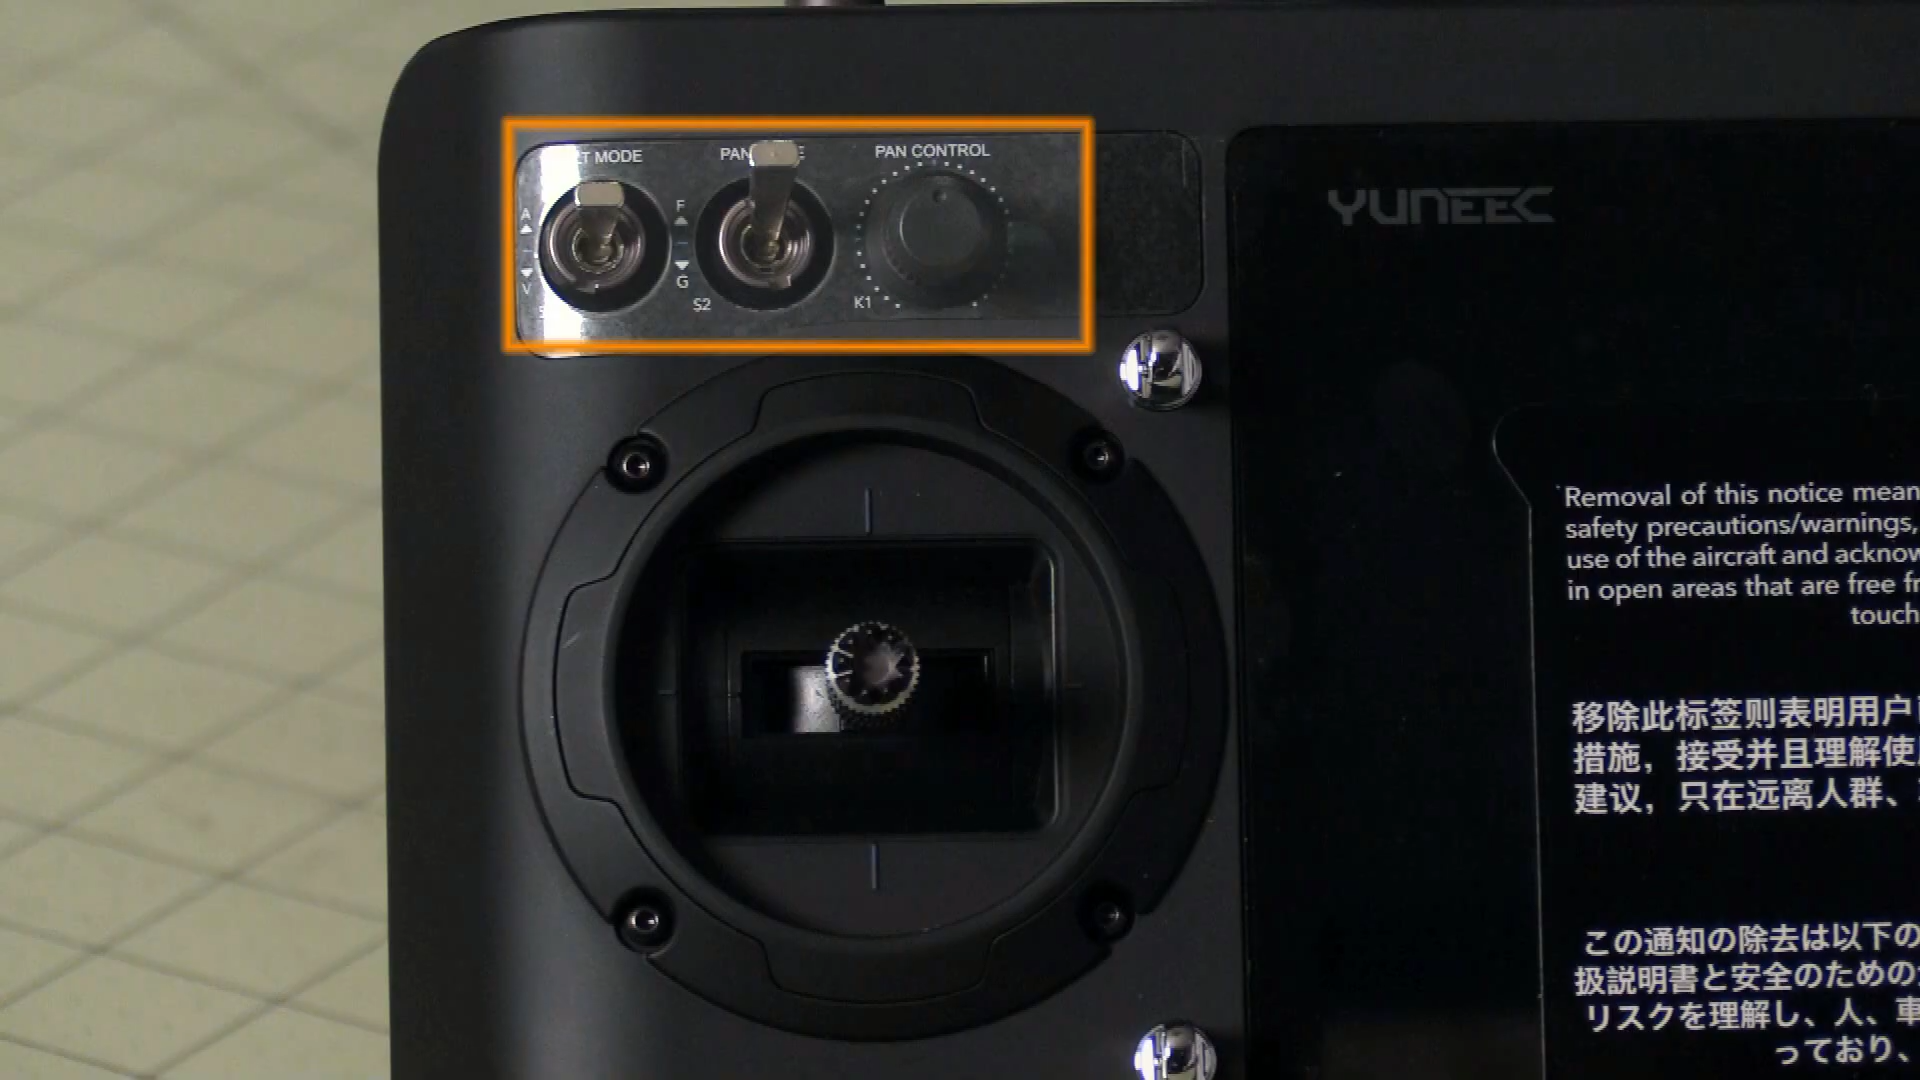 MODE
PAN
PAN CONTROL
A
V
F
G
S2
K1
YUNEEC
Removal of this notice
safety precautions/warnings,
use of the aircraft and
in open areas that are free
移除此标签则表明用户
措施，接受并且理解使
建议，只在远离人群、
この通知の除去は以下の
扱説明書と安全のための
リスクを理解し、人、車
っており、